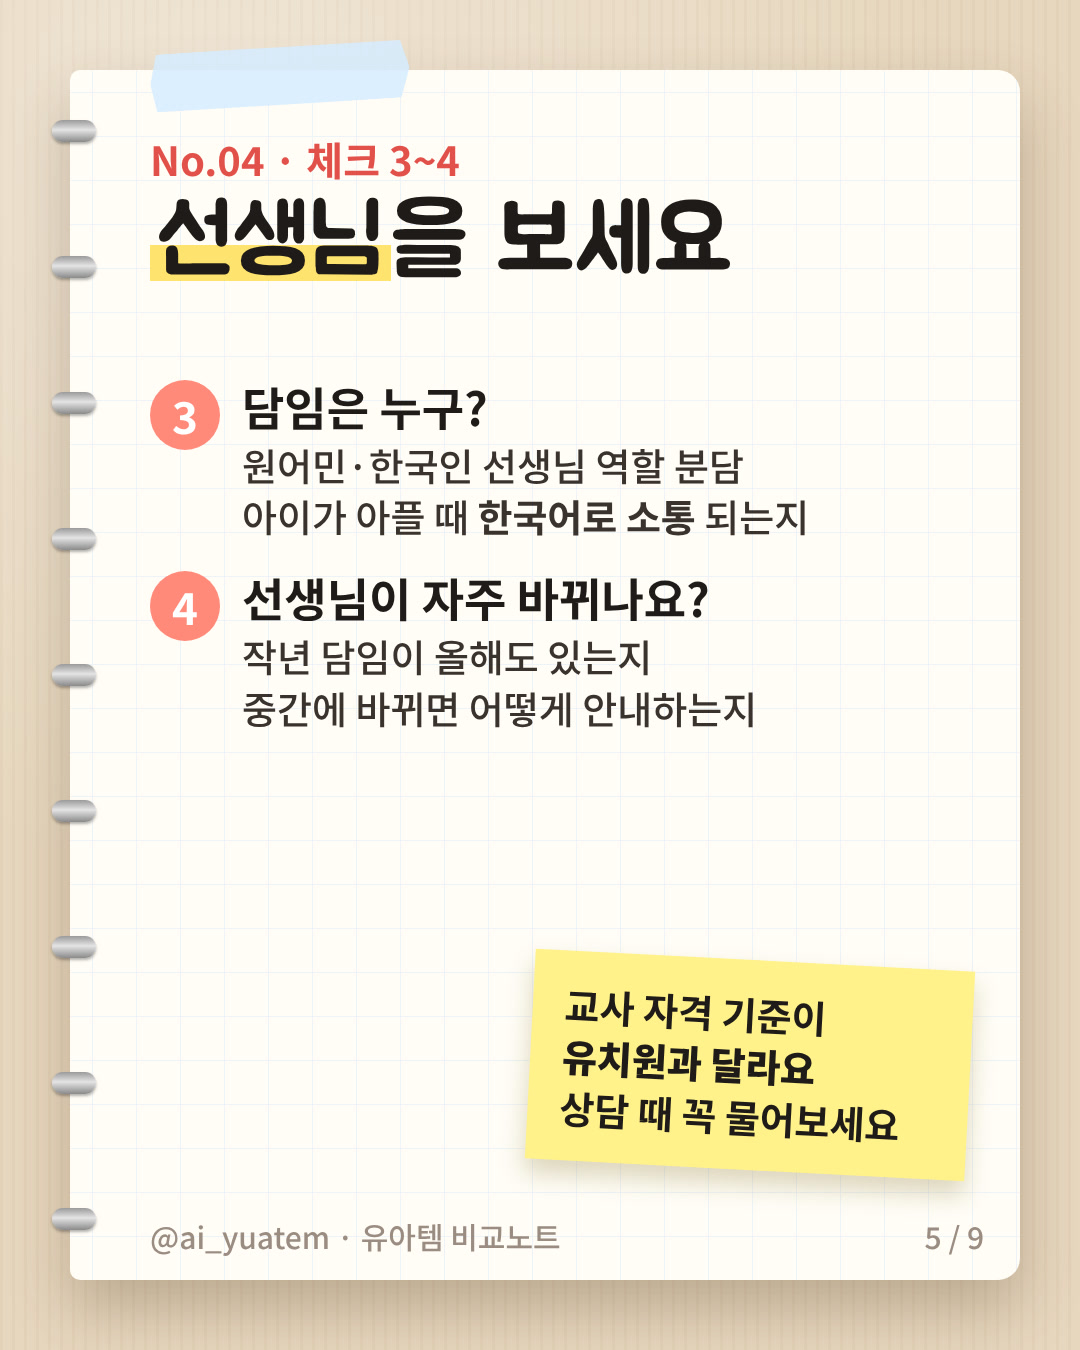 No.04 · 체크 3~4
선생님을 보세요
3 담임은 누구?
원어민·한국인 선생님 역할 분담
아이가 아플 때 한국어로 소통 되는지
4 선생님이 자주 바뀌나요?
작년 담임이 올해도 있는지
중간에 바뀌면 어떻게 안내하는지
교사 자격 기준이
유치원과 달라요
상담 때 꼭 물어보세요
@ai_yuatem · 유아템 비교노트
5 / 9